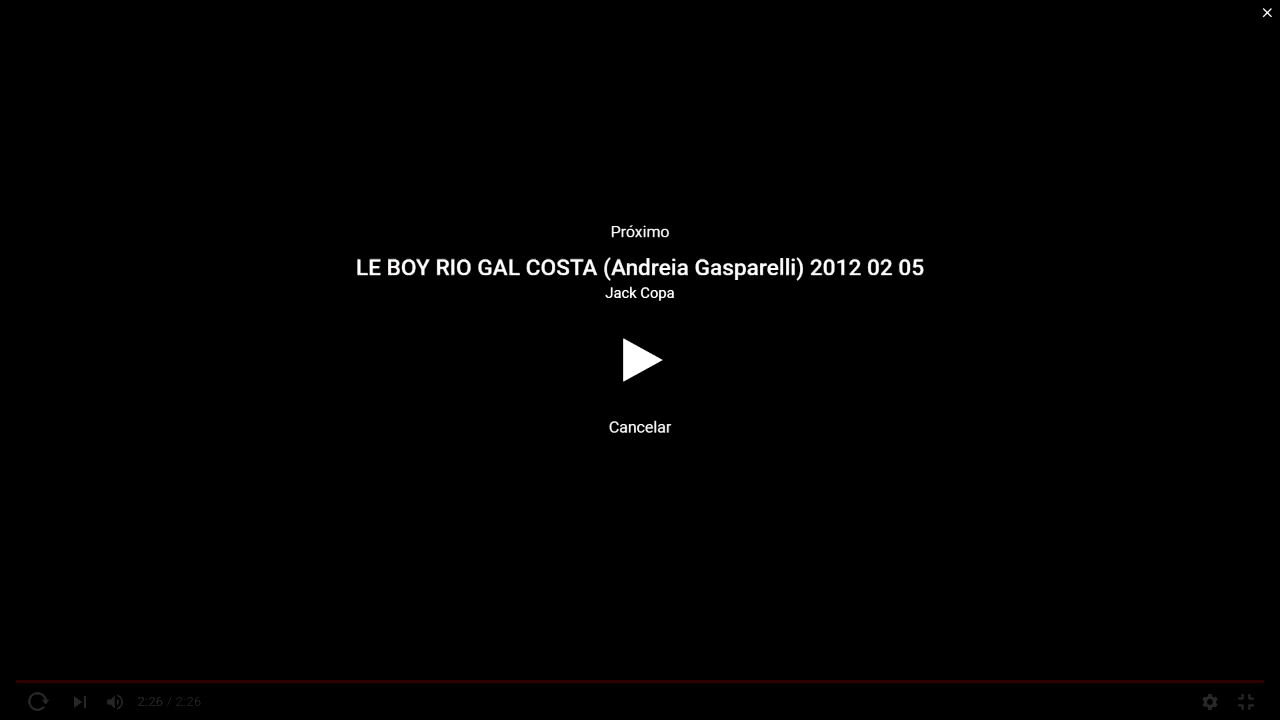 Próximo
LE BOY RIO GAL COSTA (Andreia Gasparelli) 2012 02 05
Jack Copa
Cancelar
2:26 / 2:26